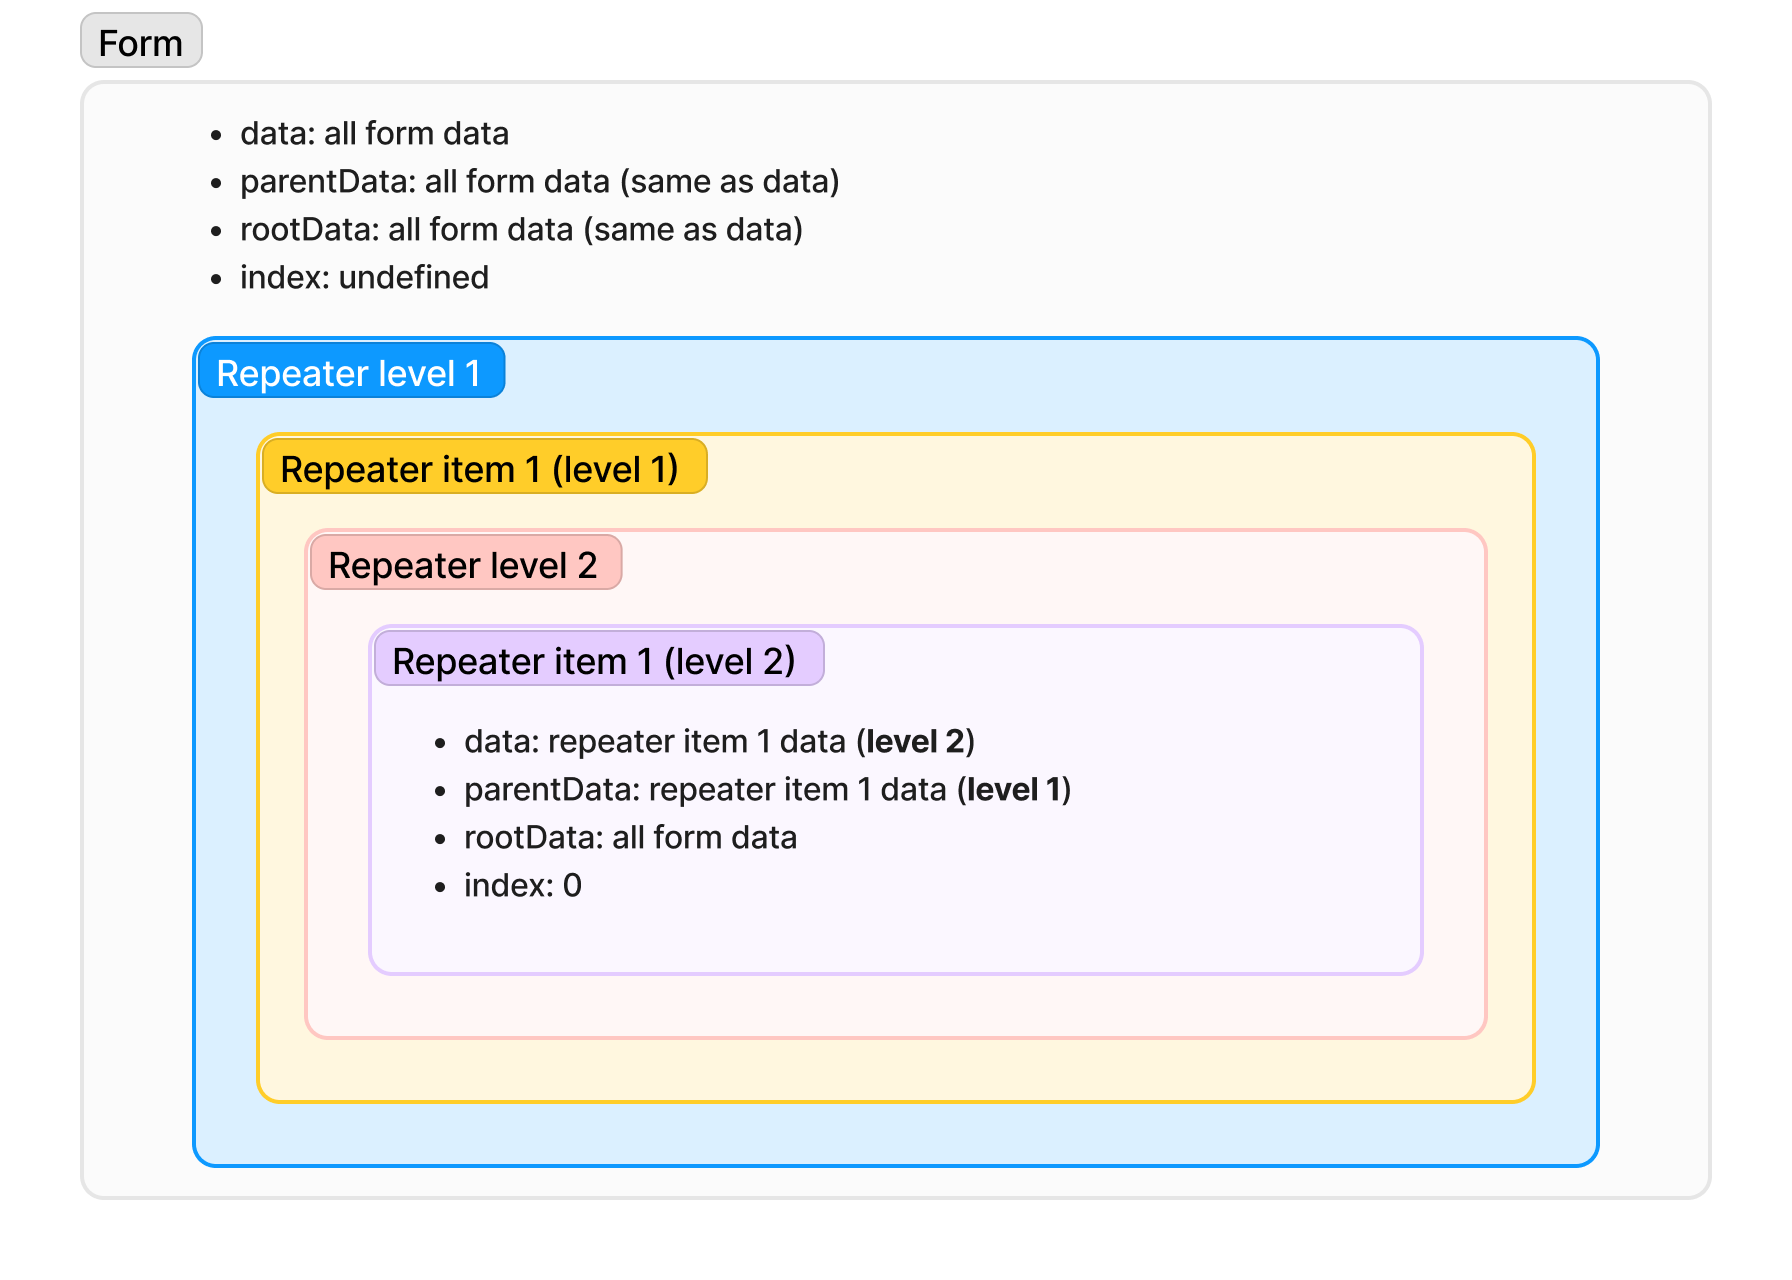 Form
• data: all form data
• parentData: all form data (same as data)
• rootData: all form data (same as data)
• index: undefined
Repeater level 1
Repeater item 1 (level 1)
Repeater level 2
Repeater item 1 (level 2)
• data: repeater item 1 data (level 2)
• parentData: repeater item 1 data (level 1)
• rootData: all form data
• index: 0